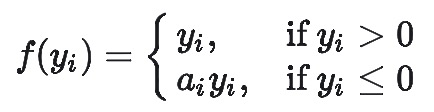 f(y_i) = { y_i, if y_i > 0
a_i y_i, if y_i ≤ 0